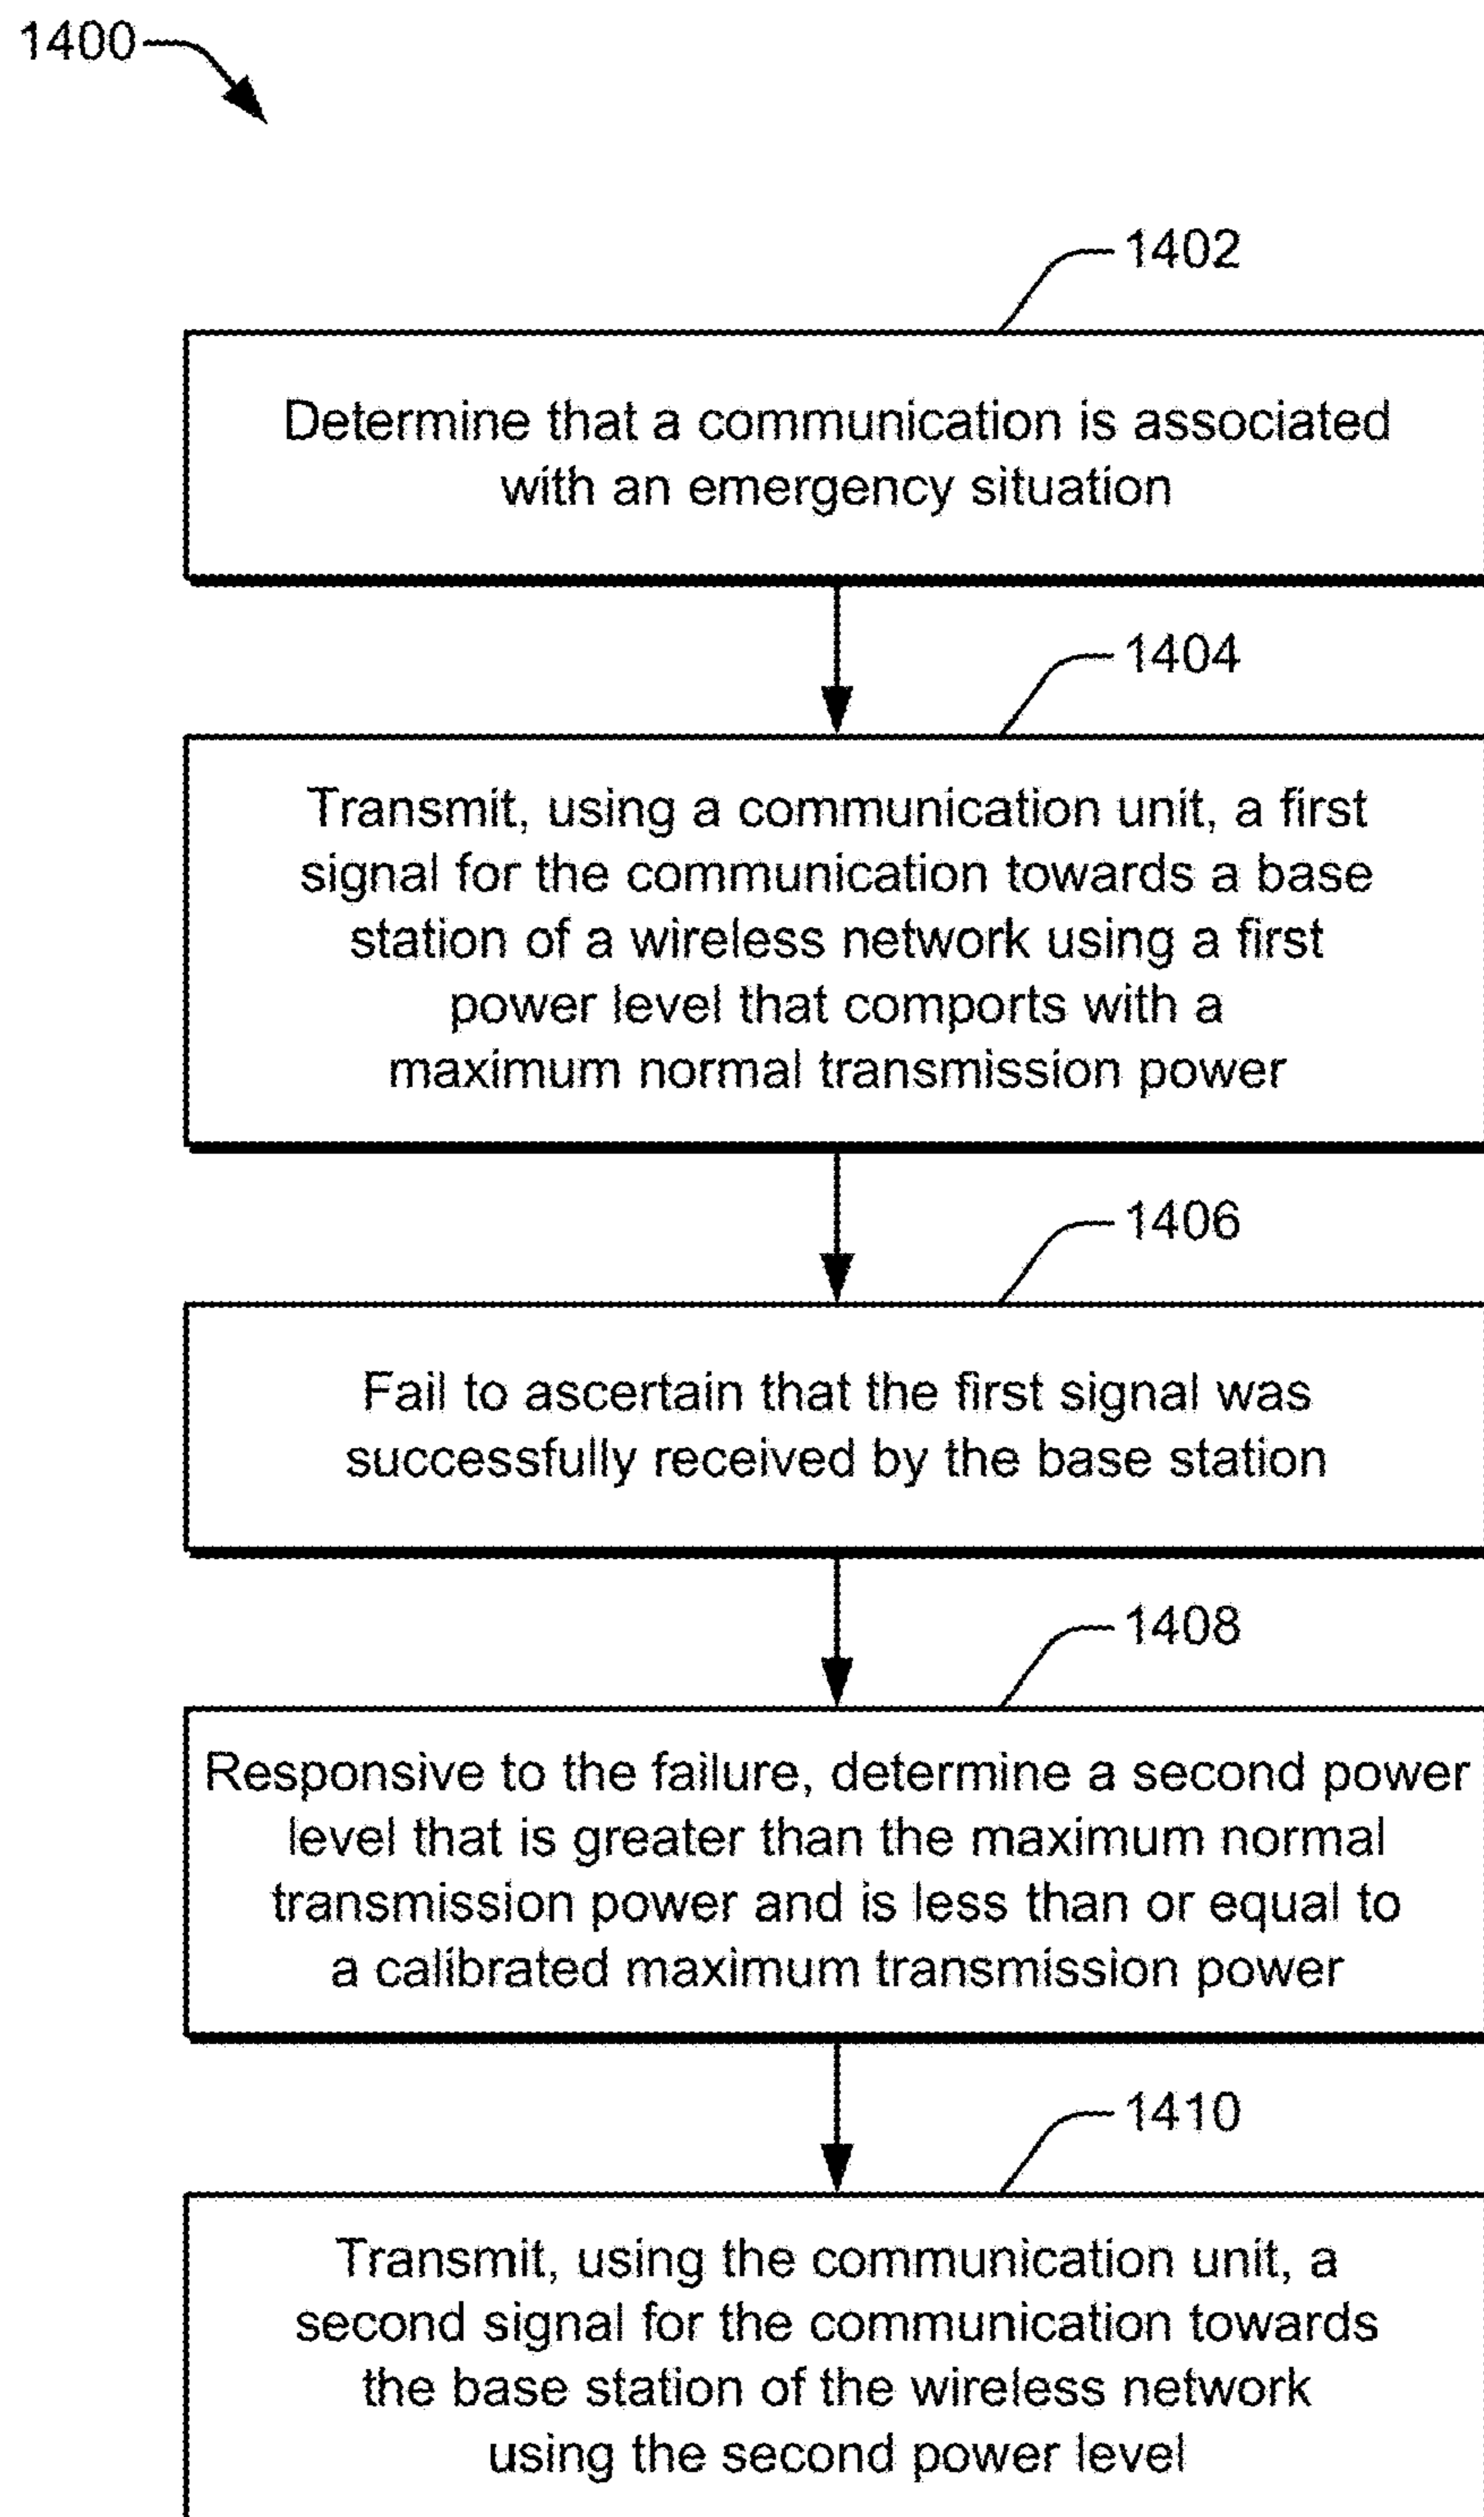 1400
1402
Determine that a communication is associated
with an emergency situation
1404
Transmit, using a communication unit, a first
signal for the communication towards a base
station of a wireless network using a first
power level that comports with a
maximum normal transmission power
1406
Fail to ascertain that the first signal was
successfully received by the base station
1408
Responsive to the failure, determine a second power
level that is greater than the maximum normal
transmission power and is less than or equal to
a calibrated maximum transmission power
1410
Transmit, using the communication unit, a
second signal for the communication towards
the base station of the wireless network
using the second power level